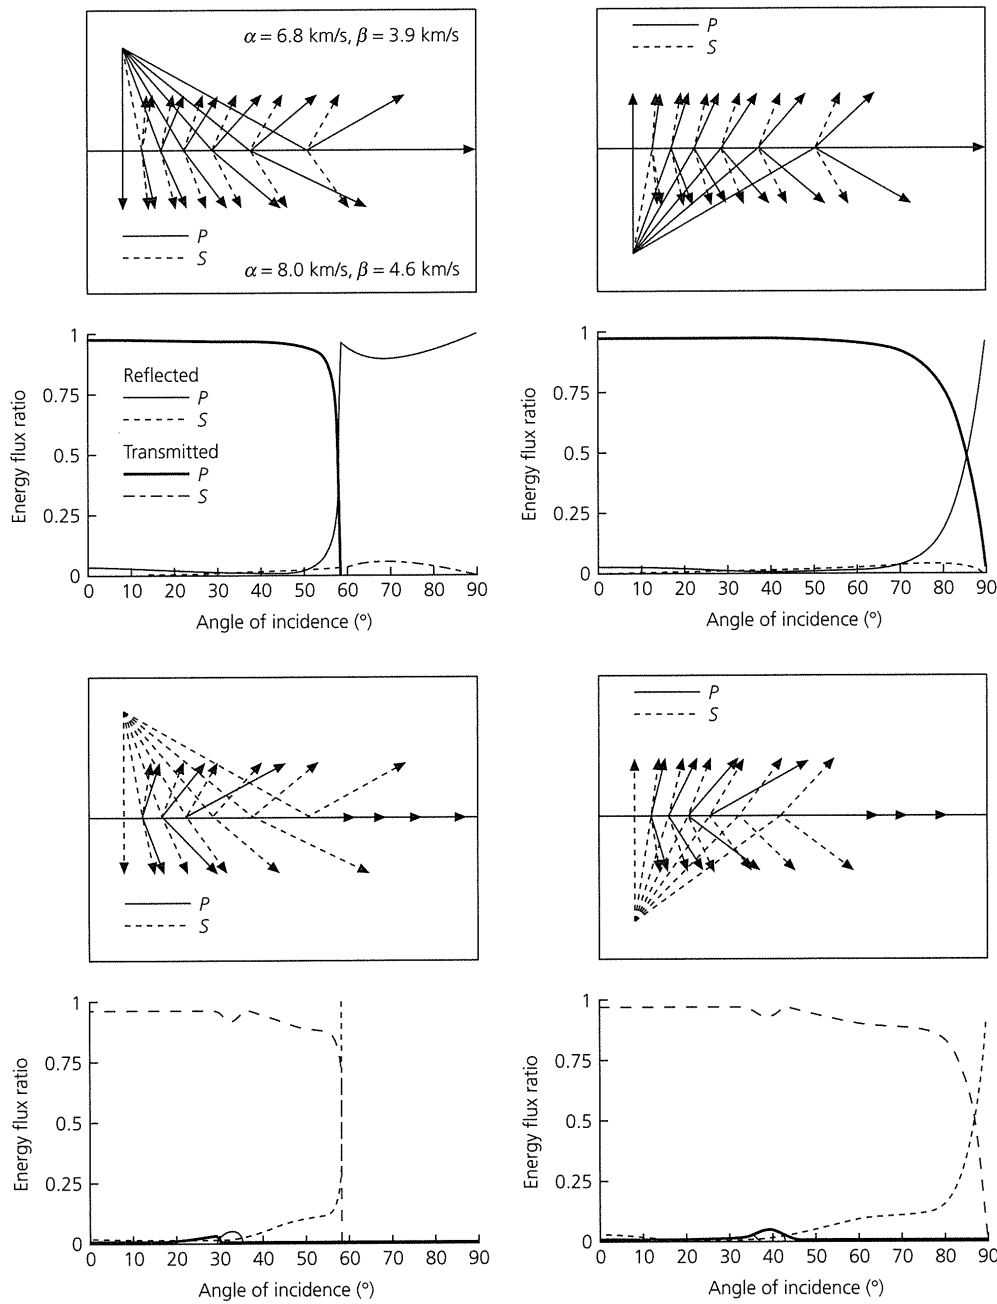 α = 6.8 km/s, β = 3.9 km/s
P
S
α = 8.0 km/s, β = 4.6 km/s
P
S
Energy flux ratio
1
0.75
0.5
0.25
0
Reflected
P
S
Transmitted
P
S
0 10 20 30 40 50 60 70 80 90
Angle of incidence (°)
Energy flux ratio
1
0.75
0.5
0.25
0
0 10 20 30 40 50 60 70 80 90
Angle of incidence (°)
P
S
P
S
Energy flux ratio
1
0.75
0.5
0.25
0
0 10 20 30 40 50 60 70 80 90
Angle of incidence (°)
Energy flux ratio
1
0.75
0.5
0.25
0
0 10 20 30 40 50 60 70 80 90
Angle of incidence (°)